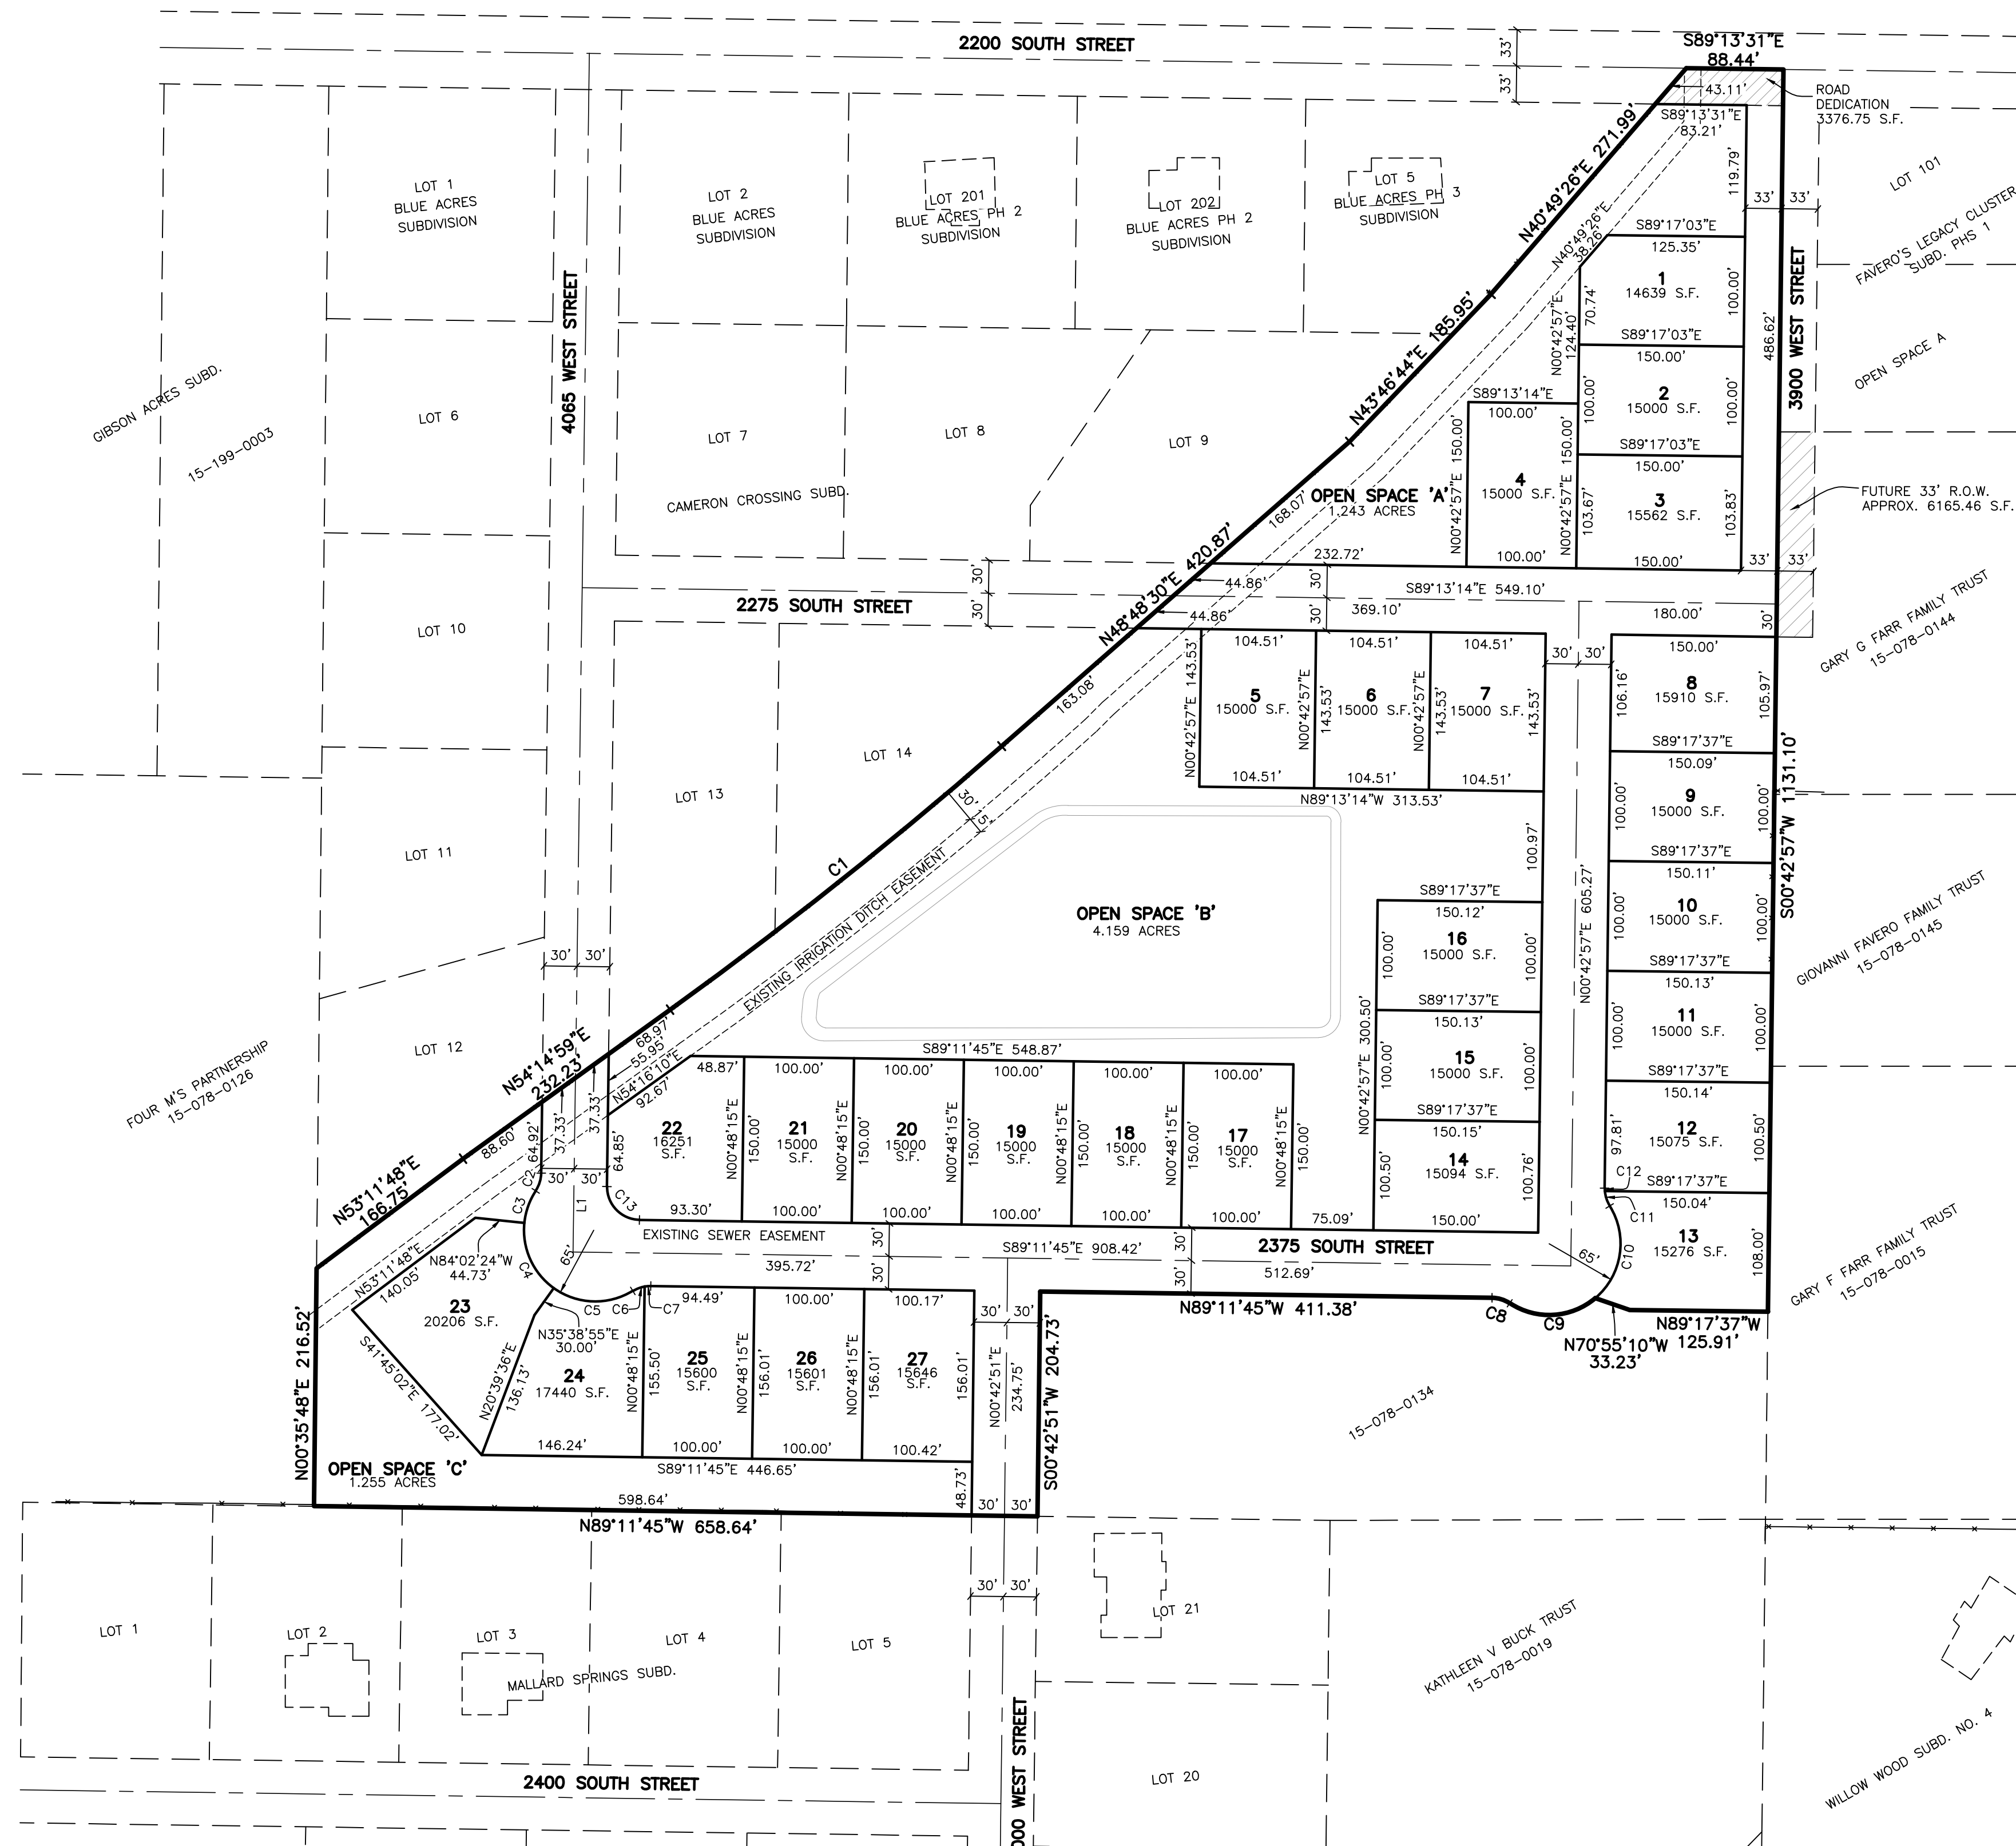 2200 SOUTH STREET
33'
33'
S89°13'31"E
88.44'
43.11'
ROAD
DEDICATION
3376.75 S.F.
S89°13'31"E
83.21'
N40°49'26"E 271.99'
119.79'
33'
33'
LOT 101
FAVERO'S LEGACY CLUSTER
SUBD. PHS 1
LOT 1
BLUE ACRES
SUBDIVISION
LOT 2
BLUE ACRES
SUBDIVISION
LOT 201
BLUE ACRES PH 2
SUBDIVISION
LOT 202
BLUE ACRES PH 2
SUBDIVISION
LOT 5
BLUE ACRES PH 3
SUBDIVISION
N40°49'26"E
38.26'
S89°17'03"E
125.35'
1
14639 S.F.
100.00'
70.74'
N00°42'57"E
124.40'
S89°17'03"E
150.00'
486.62'
3900 WEST STREET
OPEN SPACE A
4065 WEST STREET
GIBSON ACRES SUBD.
15-199-0003
LOT 6
LOT 7
LOT 8
LOT 9
CAMERON CROSSING SUBD.
N43°46'44"E 185.95'
S89°13'14"E
100.00'
2
15000 S.F.
100.00'
100.00'
S89°17'03"E
150.00'
N00°42'57"E 150.00'
4
15000 S.F.
N00°42'57"E 150.00'
100.00'
3
15562 S.F.
103.67'
103.83'
150.00'
FUTURE 33' R.O.W.
APPROX. 6165.46 S.F.
OPEN SPACE 'A'
1.243 ACRES
168.07'
232.72'
33'
33'
30'
30'
2275 SOUTH STREET
N48°48'30"E 420.87'
44.86'
44.86'
30'
30'
S89°13'14"E 549.10'
369.10'
180.00'
30'
GARY G FARR FAMILY TRUST
15-078-0144
LOT 10
104.51'
104.51'
104.51'
30'
30'
150.00'
163.08'
N00°42'57"E 143.53'
5
15000 S.F.
N00°42'57"E
143.53'
6
15000 S.F.
N00°42'57"E
143.53'
7
15000 S.F.
143.53'
106.16'
8
15910 S.F.
105.97'
S89°17'37"E
150.09'
S00°42'57"W 1131.10'
104.51'
104.51'
104.51'
N89°13'14"W 313.53'
LOT 14
LOT 13
LOT 11
30'
15'
C1
EXISTING IRRIGATION DITCH EASEMENT
100.00'
9
15000 S.F.
100.00'
S89°17'37"E
150.11'
100.97'
N00°42'57"E 605.27'
OPEN SPACE 'B'
4.159 ACRES
S89°17'37"E
150.12'
100.00'
16
15000 S.F.
100.00'
S89°17'37"E
150.13'
100.00'
10
15000 S.F.
100.00'
S89°17'37"E
150.13'
GIOVANNI FAVERO FAMILY TRUST
15-078-0145
30'
30'
FOUR M'S PARTNERSHIP
15-078-0126
LOT 12
N54°14'59"E
232.23'
68.97'
55.95'
N54°16'10"E
92.67'
S89°11'45"E 548.87'
N00°42'57"E 300.50'
100.00'
15
15000 S.F.
100.00'
S89°17'37"E
150.15'
100.00'
11
15000 S.F.
100.00'
S89°17'37"E
150.14'
48.87'
100.00'
100.00'
100.00'
100.00'
100.00'
37.33'
37.33'
64.92'
64.85'
88.60'
22
16251
S.F.
N00°48'15"E
150.00'
21
15000
S.F.
N00°48'15"E
150.00'
20
15000
S.F.
N00°48'15"E
150.00'
19
15000
S.F.
N00°48'15"E
150.00'
18
15000
S.F.
N00°48'15"E
150.00'
17
15000
S.F.
150.00'
100.50'
14
15094 S.F.
100.76'
97.81'
12
15075 S.F.
100.50'
C12
S89°17'37"E
150.04'
C11
N53°11'48"E
166.75'
C2
C3
30'
30'
L1
C13
93.30'
100.00'
100.00'
100.00'
100.00'
75.09'
150.00'
EXISTING SEWER EASEMENT
30'
30'
S89°11'45"E 908.42'
395.72'
30'
30'
2375 SOUTH STREET
512.69'
65'
C10
13
15276 S.F.
108.00'
GARY F FARR FAMILY TRUST
15-078-0015
N84°02'24"W
44.73'
C4
65'
N53°11'48"E
140.05'
23
20206 S.F.
C5
C6
C7
N35°38'55"E
30.00'
94.49'
100.00'
100.17'
30'
30'
N89°11'45"W 411.38'
C8
C9
N89°17'37"W
125.91'
N70°55'10"W
33.23'
N00°35'48"E 216.52'
S41°45'02"E 177.02'
N20°39'36"E
136.13'
24
17440 S.F.
N00°48'15"E
155.50'
25
15600
S.F.
N00°48'15"E
156.01'
26
15601
S.F.
N00°48'15"E
156.01'
27
15646
S.F.
156.01'
N00°42'51"E
234.75'
S00°42'51"W 204.73'
15-078-0134
146.24'
100.00'
100.00'
100.42'
S89°11'45"E 446.65'
OPEN SPACE 'C'
1.255 ACRES
48.73'
598.64'
30'
30'
N89°11'45"W 658.64'
30'
30'
LOT 1
LOT 2
LOT 3
LOT 4
LOT 5
MALLARD SPRINGS SUBD.
LOT 21
KATHLEEN V BUCK TRUST
15-078-0019
2400 SOUTH STREET
000 WEST STREET
LOT 20
WILLOW WOOD SUBD. NO. 4